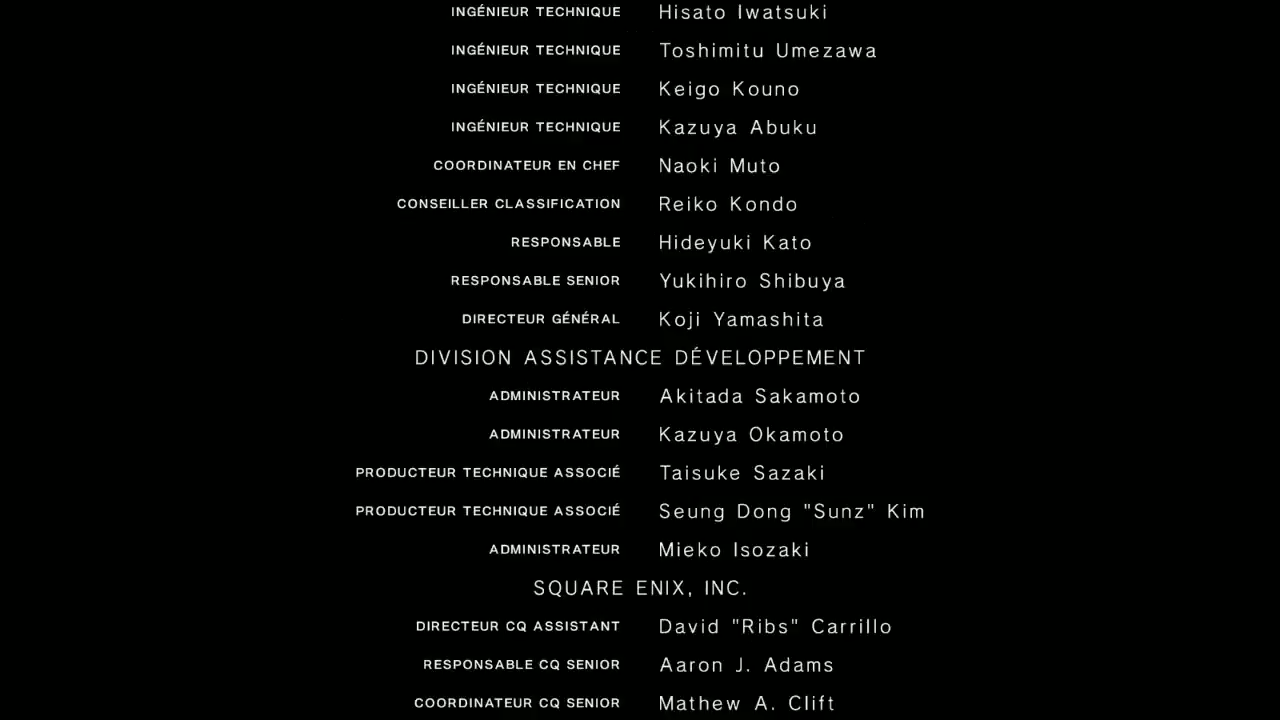 INGÉNIEUR TECHNIQUE Hisato Iwatsuki
INGÉNIEUR TECHNIQUE Toshimitu Umezawa
INGÉNIEUR TECHNIQUE Keigo Kouno
INGÉNIEUR TECHNIQUE Kazuya Abuku
COORDINATEUR EN CHEF Naoki Muto
CONSEILLER CLASSIFICATION Reiko Kondo
RESPONSABLE Hideyuki Kato
RESPONSABLE SENIOR Yukihiro Shibuya
DIRECTEUR GÉNÉRAL Koji Yamashita
DIVISION ASSISTANCE DÉVELOPPEMENT
ADMINISTRATEUR Akitada Sakamoto
ADMINISTRATEUR Kazuya Okamoto
PRODUCTEUR TECHNIQUE ASSOCIÉ Taisuke Sazaki
PRODUCTEUR TECHNIQUE ASSOCIÉ Seung Dong "Sunz" Kim
ADMINISTRATEUR Mieko Isozaki
SQUARE ENIX, INC.
DIRECTEUR CQ ASSISTANT David "Ribs" Carrillo
RESPONSABLE CQ SENIOR Aaron J. Adams
COORDINATEUR CQ SENIOR Mathew A. Clift